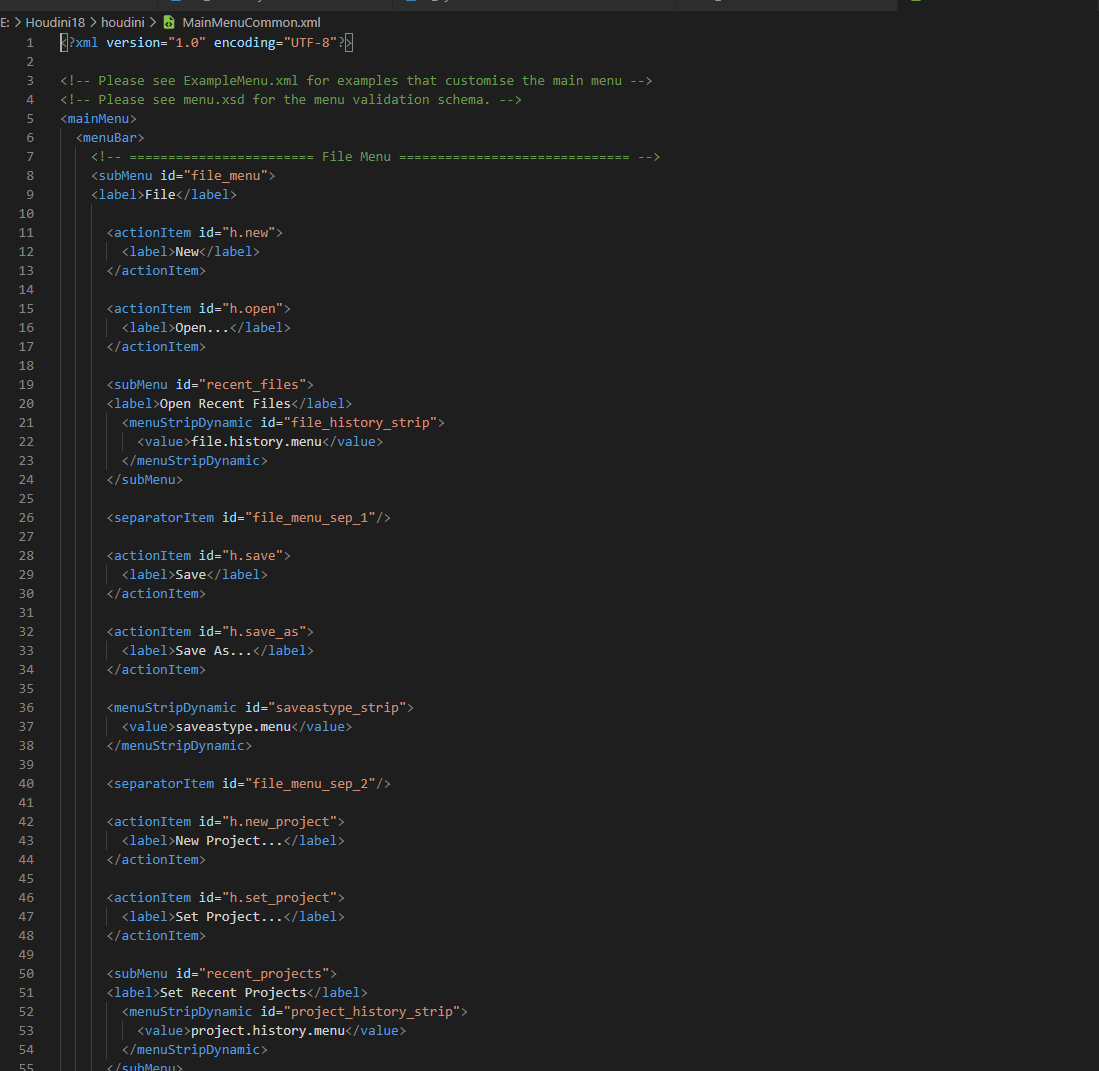 E: > Houdini18 > houdini > MainMenuCommon.xml
1 <?xml version="1.0" encoding="UTF-8"?>
2
3 <!-- Please see ExampleMenu.xml for examples that customise the main menu -->
4 <!-- Please see menu.xsd for the menu validation schema. -->
5 <mainMenu>
6 <menuBar>
7 <!-- ======================== File Menu ============================== -->
8 <subMenu id="file_menu">
9 <label>File</label>
10
11 <actionItem id="h.new">
12 <label>New</label>
13 </actionItem>
14
15 <actionItem id="h.open">
16 <label>Open...</label>
17 </actionItem>
18
19 <subMenu id="recent_files">
20 <label>Open Recent Files</label>
21 <menuStripDynamic id="file_history_strip">
22 <value>file.history.menu</value>
23 </menuStripDynamic>
24 </subMenu>
25
26 <separatorItem id="file_menu_sep_1"/>
27
28 <actionItem id="h.save">
29 <label>Save</label>
30 </actionItem>
31
32 <actionItem id="h.save_as">
33 <label>Save As...</label>
34 </actionItem>
35
36 <menuStripDynamic id="saveastype_strip">
37 <value>saveastype.menu</value>
38 </menuStripDynamic>
39
40 <separatorItem id="file_menu_sep_2"/>
41
42 <actionItem id="h.new_project">
43 <label>New Project...</label>
44 </actionItem>
45
46 <actionItem id="h.set_project">
47 <label>Set Project...</label>
48 </actionItem>
49
50 <subMenu id="recent_projects">
51 <label>Set Recent Projects</label>
52 <menuStripDynamic id="project_history_strip">
53 <value>project.history.menu</value>
54 </menuStripDynamic>
55 </subMenu>